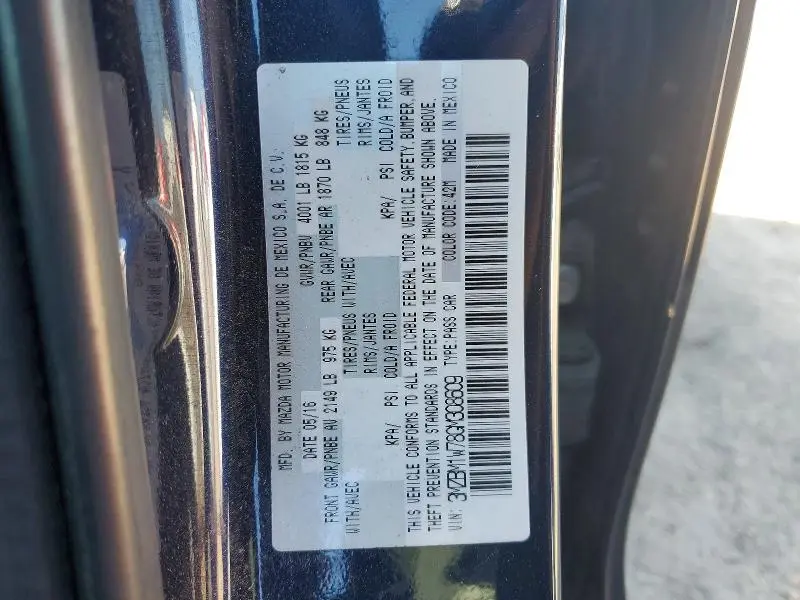 MFD. BY MAZDA MOTOR MANUFACTURING DE MEXICO S.A. DE C.V.
DATE 05/16 GVWR/PNBV 4001 LB 1815 KG
FRONT GAWR/PNBE AV 2149 LB 975 KG REAR GAWR/PNBE AR 1870 LB 848 KG
WITH/AVEC TIRES/PNEUS WITH/AVEC TIRES/PNEUS
RIMS/JANTES RIMS/JANTES
KPA/ PSI COLD/A FROID KPA/ PSI COLD/A FROID
THIS VEHICLE CONFORMS TO ALL APPLICABLE FEDERAL MOTOR VEHICLE SAFETY, BUMPER, AND
THEFT PREVENTION STANDARDS IN EFFECT ON THE DATE OF MANUFACTURE SHOWN ABOVE.
VIN: 3MZBM1W78GM308609 TYPE:PASS CAR COLOR CODE:42M MADE IN MEXICO